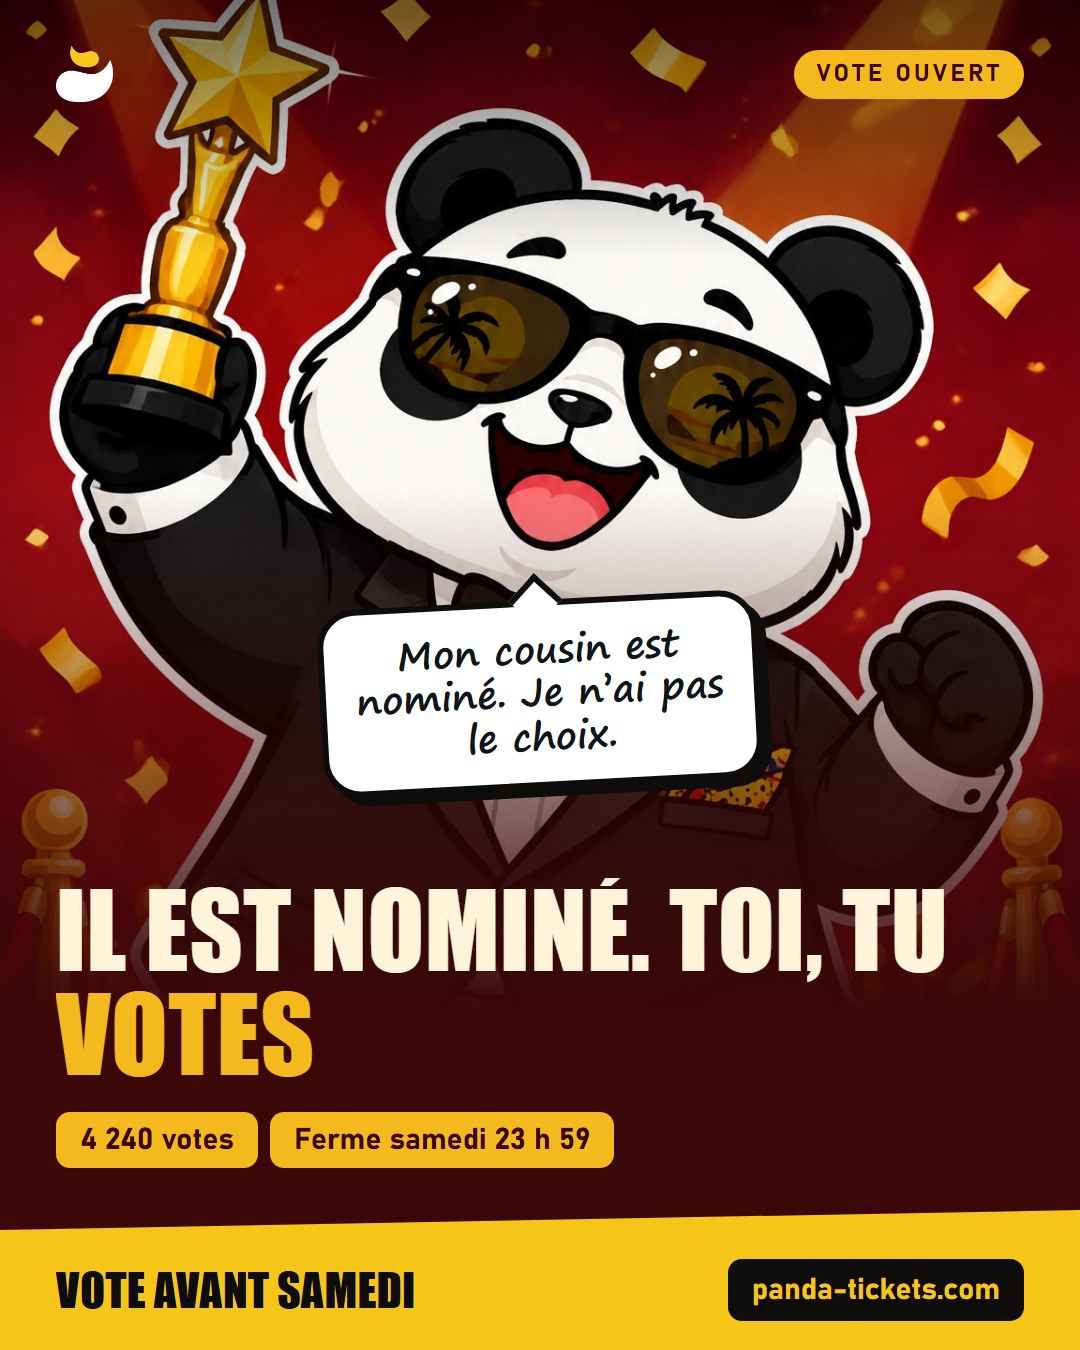 VOTE OUVERT
Mon cousin est
nominé. Je n’ai pas
le choix.
IL EST NOMINÉ. TOI, TU
VOTES
4 240 votes
Ferme samedi 23 h 59
VOTE AVANT SAMEDI
panda-tickets.com